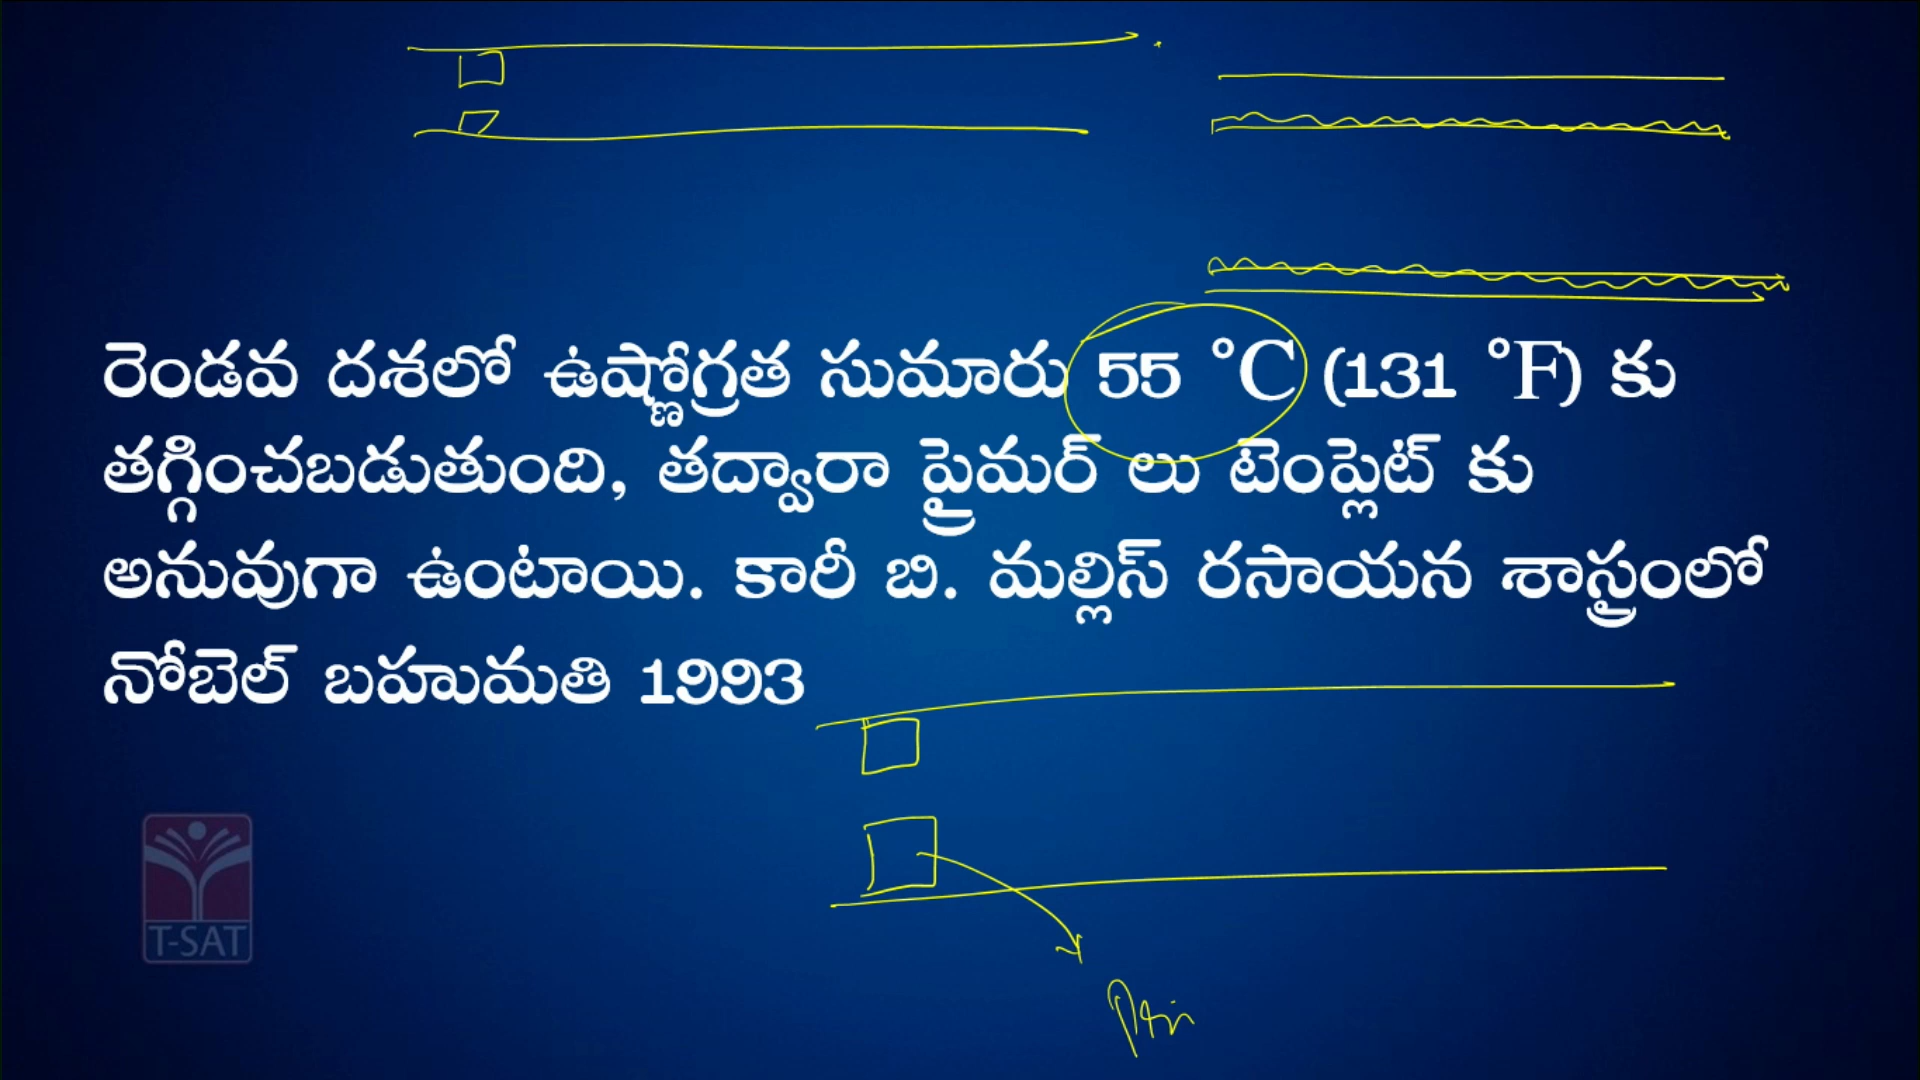 రెండవ దశలో ఉష్ణోగ్రత సుమారు 55 °C (131 °F) కు
తగ్గించబడుతుంది, తద్వారా ప్రైమర్ లు టెంప్లెట్ కు
అనువుగా ఉంటాయి. కారీ బి. మల్లిస్ రసాయన శాస్త్రంలో
నోబెల్ బహుమతి 1993
T-SAT